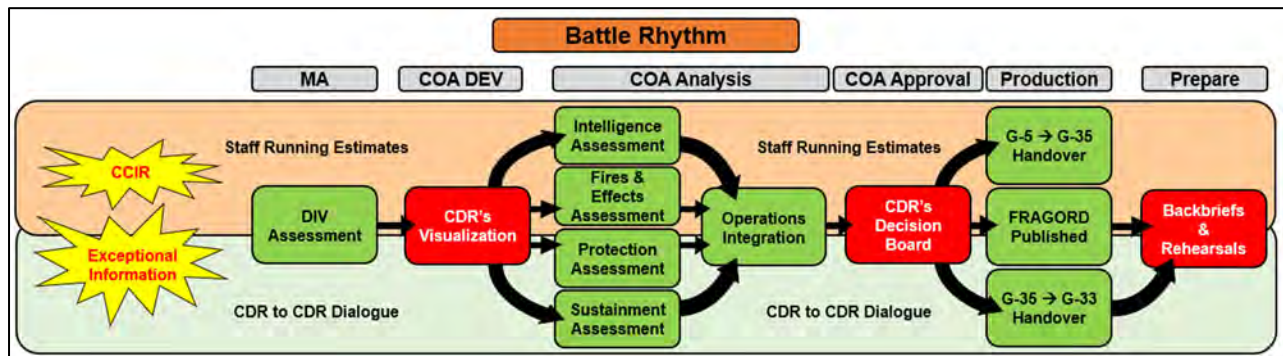 Battle Rhythm
MA
COA DEV
COA Analysis
COA Approval
Production
Prepare
CCIR
Exceptional
Information
Staff Running Estimates
DIV
Assessment
CDR to CDR Dialogue
CDR's
Visualization
Intelligence
Assessment
Fires &
Effects
Assessment
Protection
Assessment
Sustainment
Assessment
Operations
Integration
Staff Running Estimates
CDR's
Decision
Board
CDR to CDR Dialogue
G-5 → G-35
Handover
FRAGORD
Published
G-35 → G-33
Handover
Backbriefs
&
Rehearsals